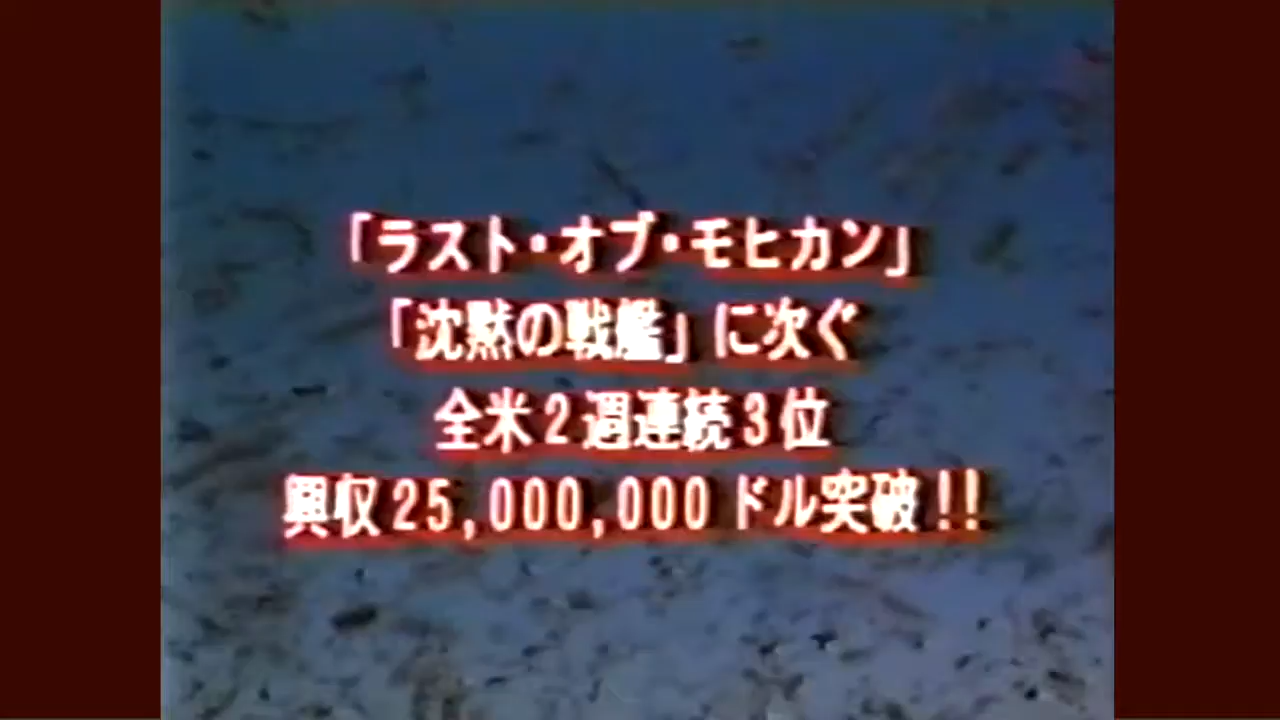 「ラスト・オブ・モヒカン」
「沈黙の戦艦」に次ぐ
全米2週連続3位
興収25,000,000ドル突破!!